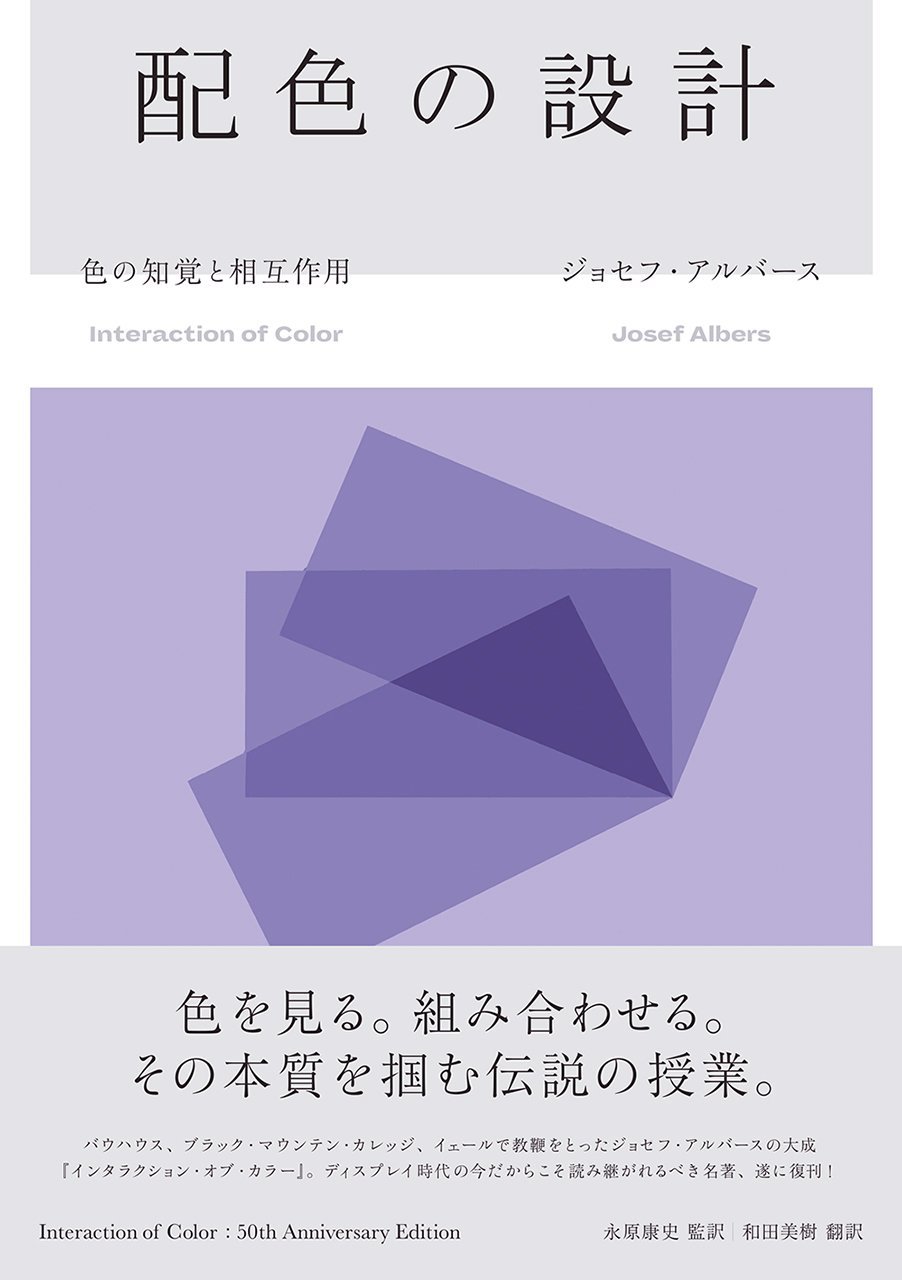 配色の設計
色の知覚と相互作用
ジョセフ・アルバース
Interaction of Color
Josef Albers
色を見る。組み合わせる。
その本質を掴む伝説の授業。
バウハウス、ブラック・マウンテン・カレッジ、イェールで教鞭をとったジョセフ・アルバースの大成
『インタラクション・オブ・カラー』。ディスプレイ時代の今だからこそ読み継がれるべき名著、遂に復刊！
Interaction of Color : 50th Anniversary Edition
永原康史 監訳｜和田美樹 翻訳